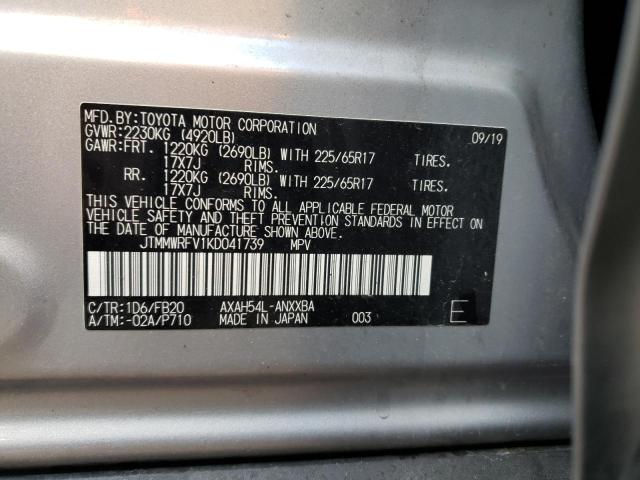 MFD. BY: TOYOTA MOTOR CORPORATION 09/19
GVWR: 2230KG (4920LB)
GAWR: FRT. 1220KG (2690LB) WITH 225/65R17 TIRES.
17X7J RIMS.
RR. 1220KG (2690LB) WITH 225/65R17 TIRES.
17X7J RIMS.
THIS VEHICLE CONFORMS TO ALL APPLICABLE FEDERAL MOTOR
VEHICLE SAFETY AND THEFT PREVENTION STANDARDS IN EFFECT ON
THE DATE OF MANUFACTURE SHOWN ABOVE.
JTMMWRFV1KD041739 MPV
C/TR: 1D6/FB20 AXAH54L-ANXXBA
A/TM: -02A/P710 MADE IN JAPAN 003 E